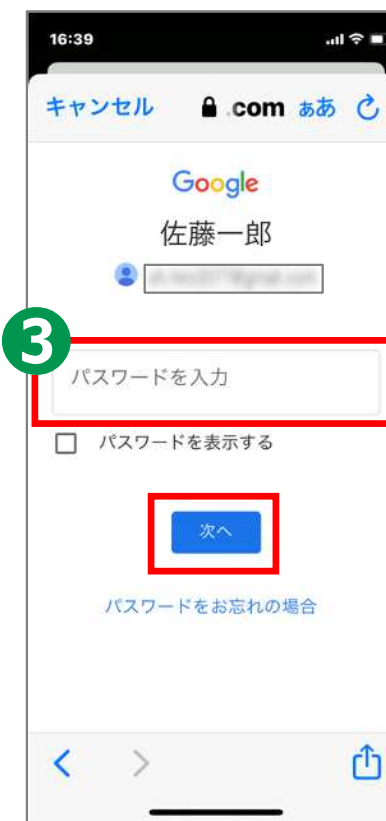 16:39
キャンセル .com ぁあ
Google
佐藤一郎
3
パスワードを入力
パスワードを表示する
次へ
パスワードをお忘れの場合